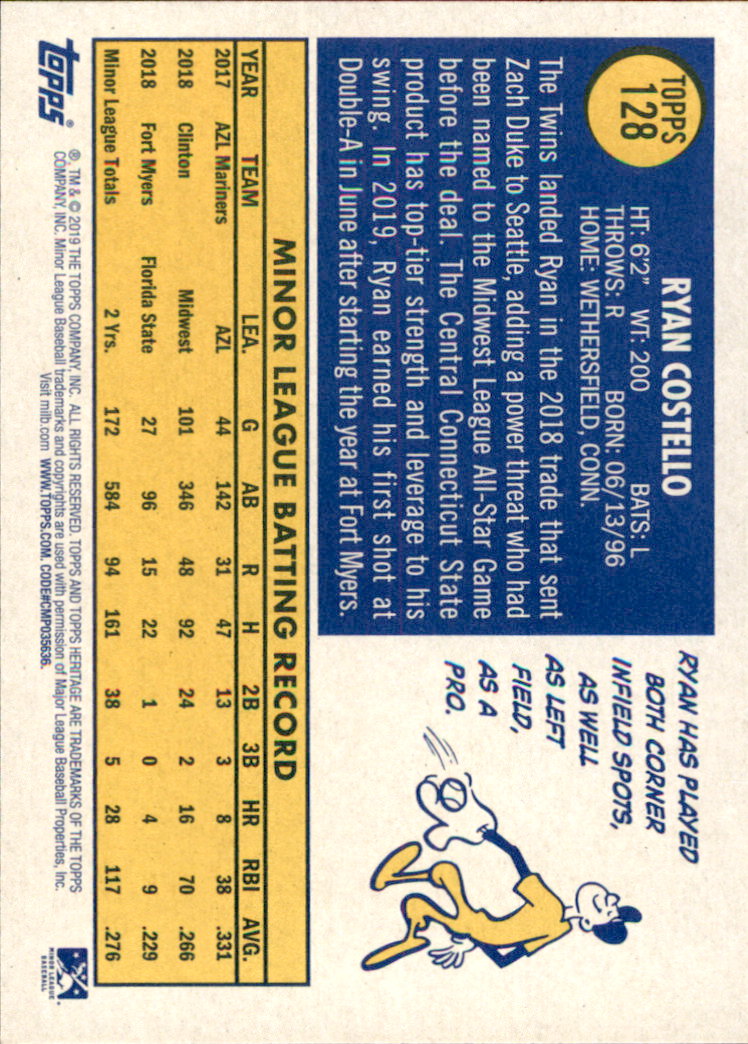 TOPPS
128
RYAN COSTELLO
HT: 6'2" WT: 200 BATS: L
THROWS: R BORN: 06/13/96
HOME: WETHERSFIELD, CONN.
The Twins landed Ryan in the 2018 trade that sent
Zach Duke to Seattle, adding a power threat who had
been named to the Midwest League All-Star Game
before the deal. The Central Connecticut State
product has top-tier strength and leverage to his
swing. In 2019, Ryan earned his first shot at
Double-A in June after starting the year at Fort Myers.
RYAN HAS PLAYED
BOTH CORNER
INFIELD SPOTS,
AS WELL
AS LEFT
FIELD,
AS A
PRO.
MINOR LEAGUE BATTING RECORD
YEAR TEAM LEA. G AB R H 2B 3B HR RBI AVG.
2017 AZL Mariners AZL 44 142 31 47 13 3 8 38 .331
2018 Clinton Midwest 101 346 48 92 24 2 16 70 .266
2018 Fort Myers Florida State 27 96 15 22 1 0 4 9 .229
Minor League Totals 2 Yrs. 172 584 94 161 38 5 28 117 .276
topps®
®, TM & © 2019 THE TOPPS COMPANY, INC. ALL RIGHTS RESERVED. TOPPS AND TOPPS HERITAGE ARE TRADEMARKS OF THE TOPPS
COMPANY, INC. Minor League Baseball trademarks and copyrights are used with permission of Major League Baseball Properties, Inc.
Visit milb.com WWW.TOPPS.COM. CODE#CMP035636.
MINOR LEAGUE
BASEBALL